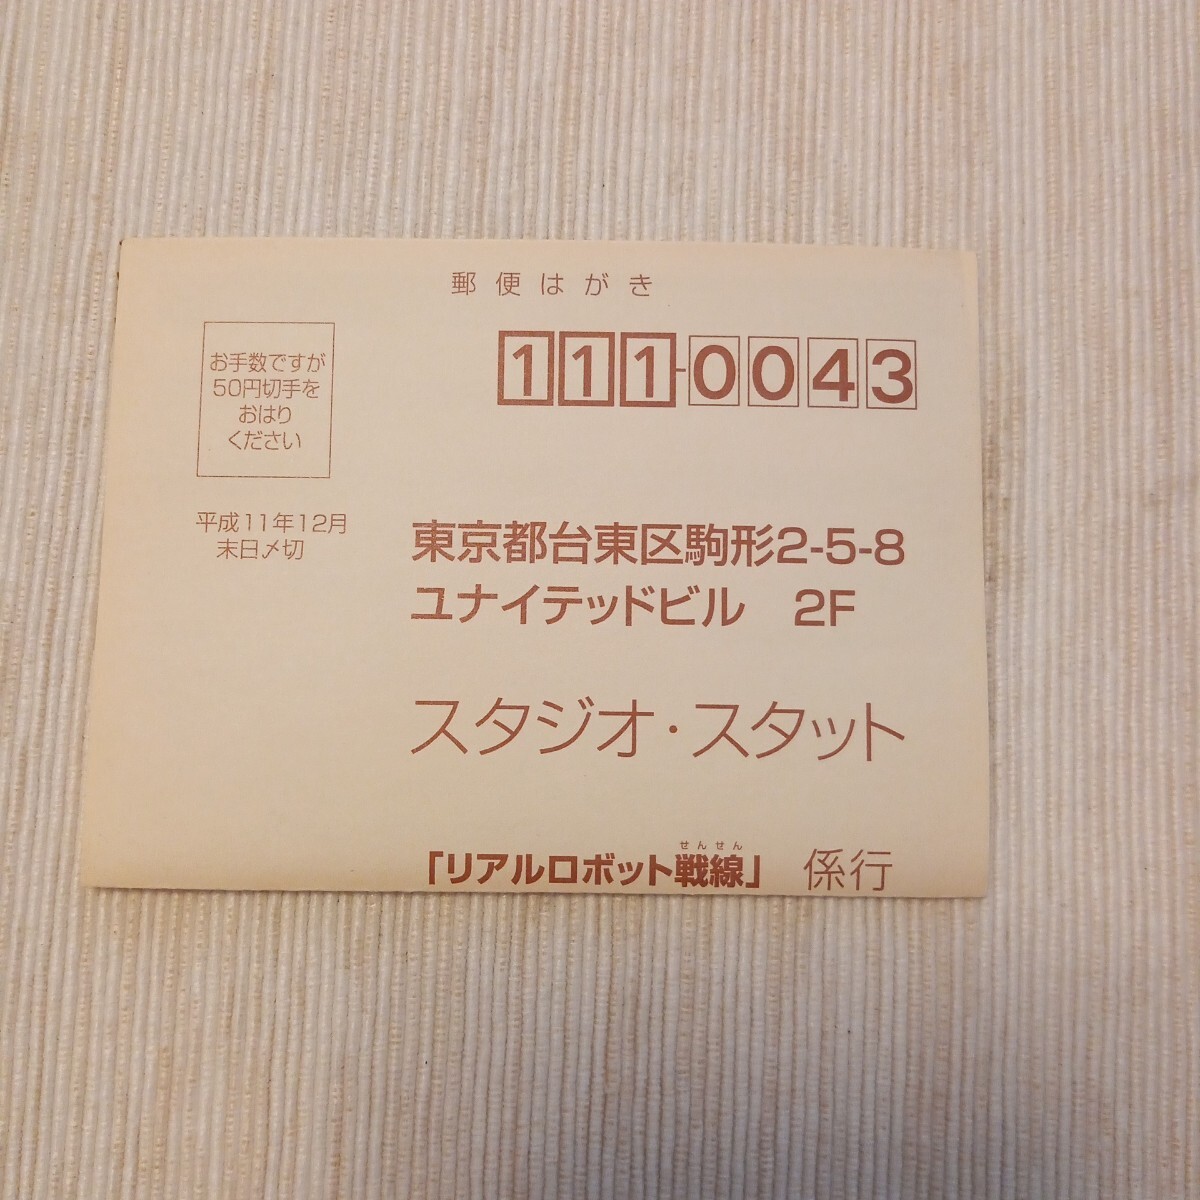 郵便はがき
お手数ですが
50円切手を
おはり
ください
111-0043
平成11年12月
末日〆切
東京都台東区駒形2-5-8
ユナイテッドビル　2F
スタジオ・スタット
せんせん
「リアルロボット戦線」　係行